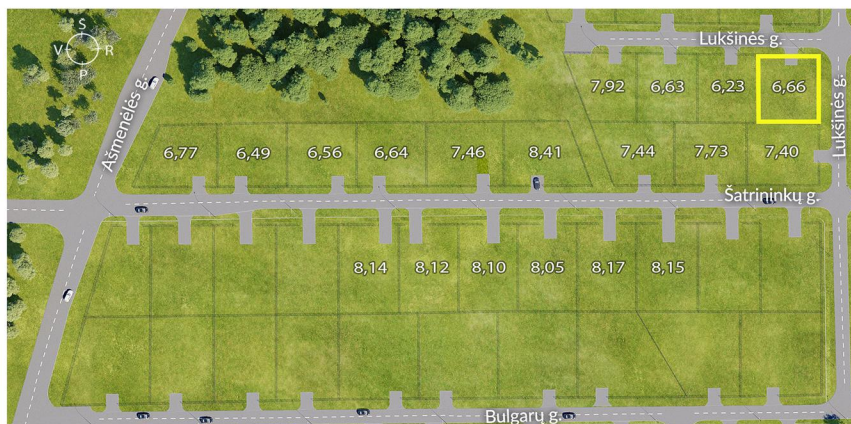 Š
V R
P
Ašmenėlės g.
Lukšinės g.
7,92 6,63 6,23 6,66
Lukšinės g.
6,77 6,49 6,56 6,64 7,46 8,41 7,44 7,73 7,40
Šatrininkų g.
8,14 8,12 8,10 8,05 8,17 8,15
Bulgarų g.